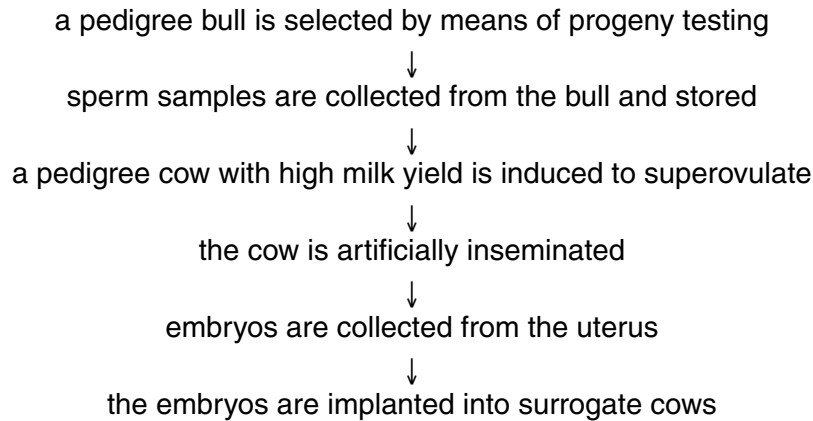 a pedigree bull is selected by means of progeny testing
↓
sperm samples are collected from the bull and stored
↓
a pedigree cow with high milk yield is induced to superovulate
↓
the cow is artificially inseminated
↓
embryos are collected from the uterus
↓
the embryos are implanted into surrogate cows